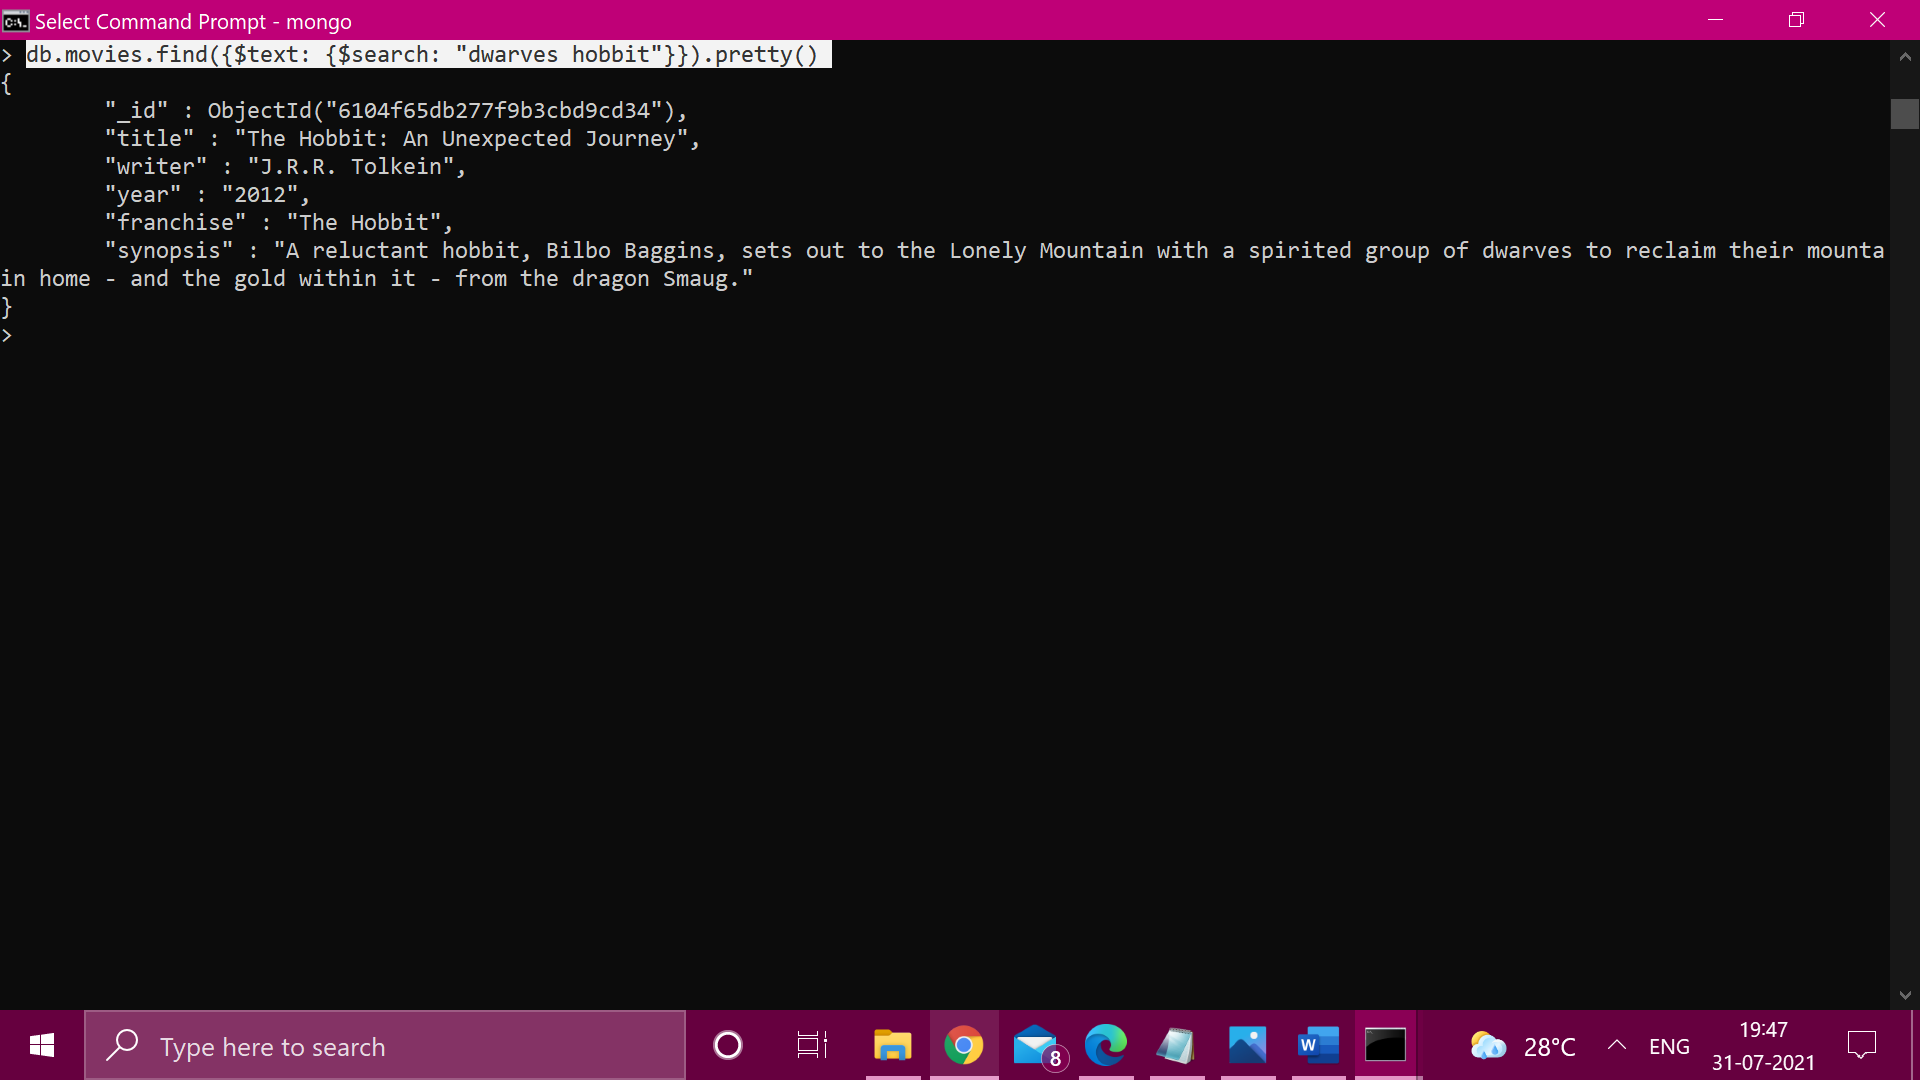 Select Command Prompt - mongo
> db.movies.find({$text: {$search: "dwarves hobbit"}}).pretty()
{
"_id" : ObjectId("6104f65db277f9b3cbd9cd34"),
"title" : "The Hobbit: An Unexpected Journey",
"writer" : "J.R.R. Tolkein",
"year" : "2012",
"franchise" : "The Hobbit",
"synopsis" : "A reluctant hobbit, Bilbo Baggins, sets out to the Lonely Mountain with a spirited group of dwarves to reclaim their mounta
in home - and the gold within it - from the dragon Smaug."
}
>
Type here to search
8
W
28°C
ENG
19:47
31-07-2021